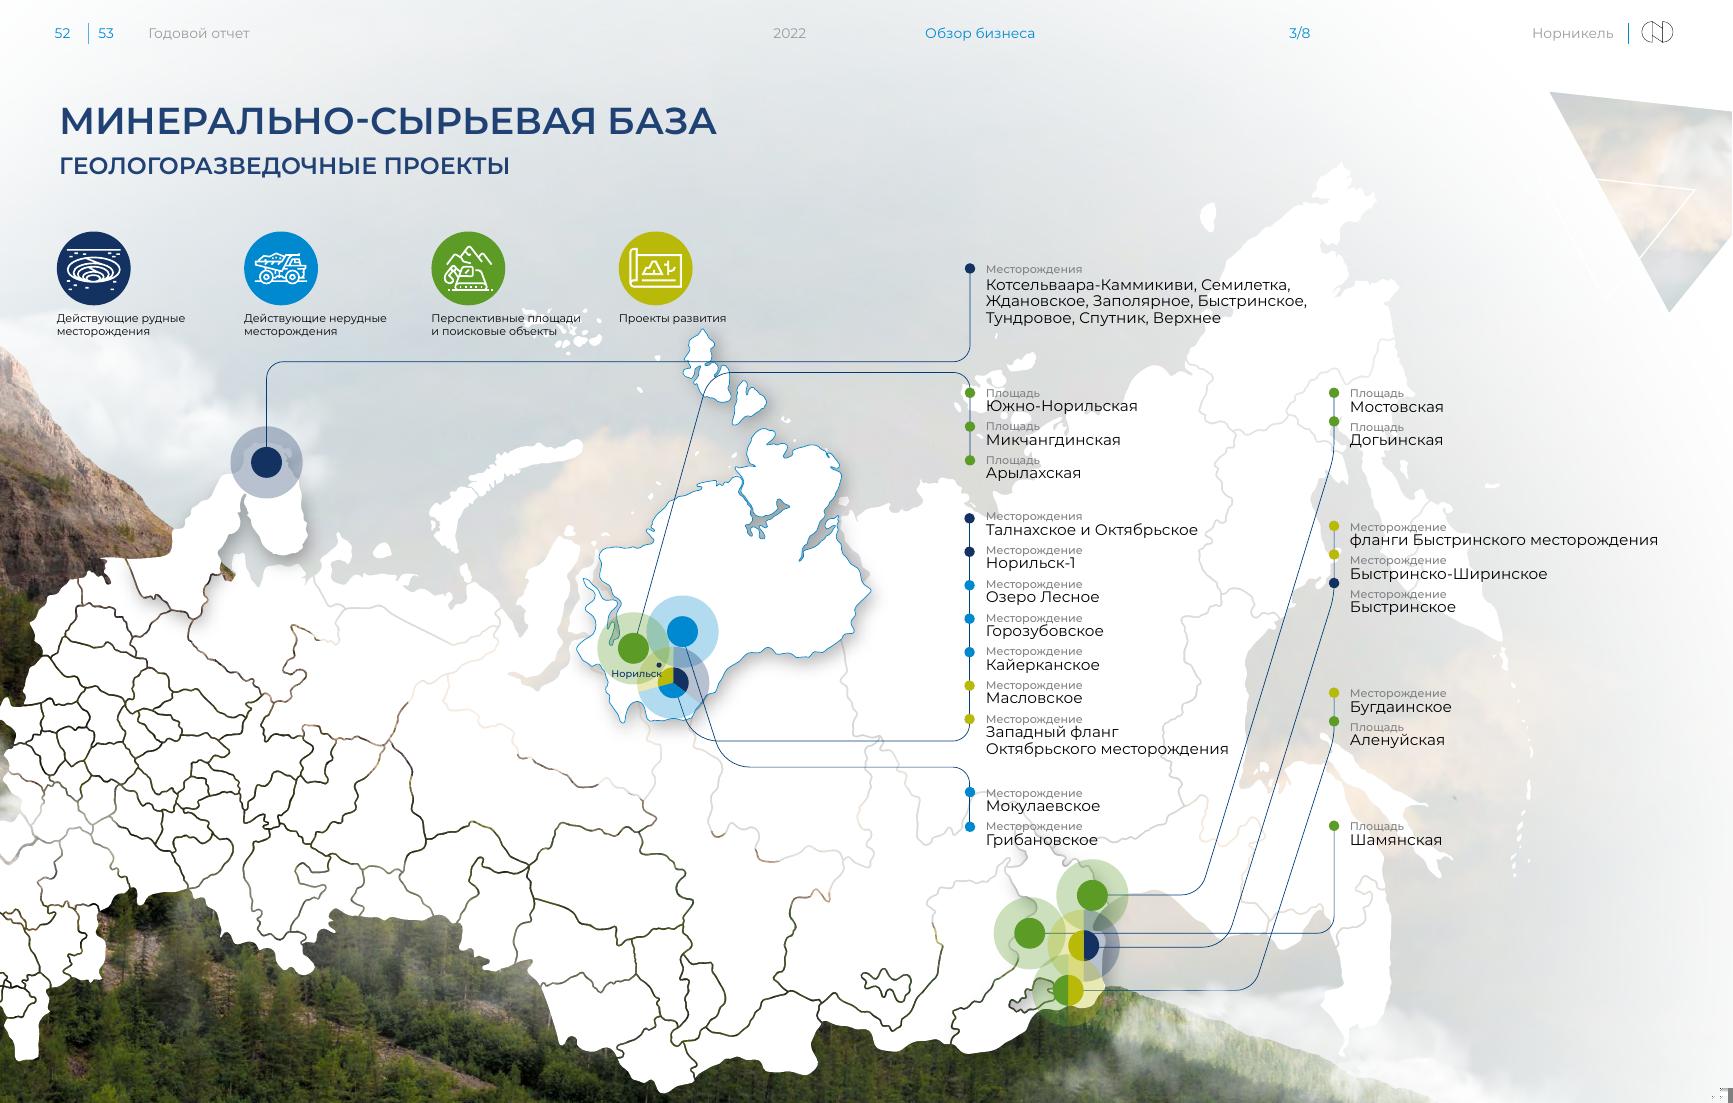 52 53 Годовой отчет 2022 Обзор бизнеса 3/8 Норникель
МИНЕРАЛЬНО-СЫРЬЕВАЯ БАЗА
ГЕОЛОГОРАЗВЕДОЧНЫЕ ПРОЕКТЫ
Действующие рудные
месторождения
Действующие нерудные
месторождения
Перспективные площади
и поисковые объекты
Проекты развития
Месторождения
Котсельваара-Каммикиви, Семилетка,
Ждановское, Заполярное, Быстринское,
Тундровое, Спутник, Верхнее
Площадь
Южно-Норильская
Площадь
Микчангдинская
Площадь
Арылахская
Месторождения
Талнахское и Октябрьское
Месторождение
Норильск-1
Месторождение
Озеро Лесное
Месторождение
Горозубовское
Месторождение
Кайерканское
Месторождение
Масловское
Месторождение
Западный фланг
Октябрьского месторождения
Месторождение
Мокулаевское
Месторождение
Грибановское
Площадь
Мостовская
Площадь
Догьинская
Месторождение
фланги Быстринского месторождения
Месторождение
Быстринско-Ширинское
Месторождение
Быстринское
Месторождение
Бугдаинское
Площадь
Аленуйская
Площадь
Шамянская
Норильск